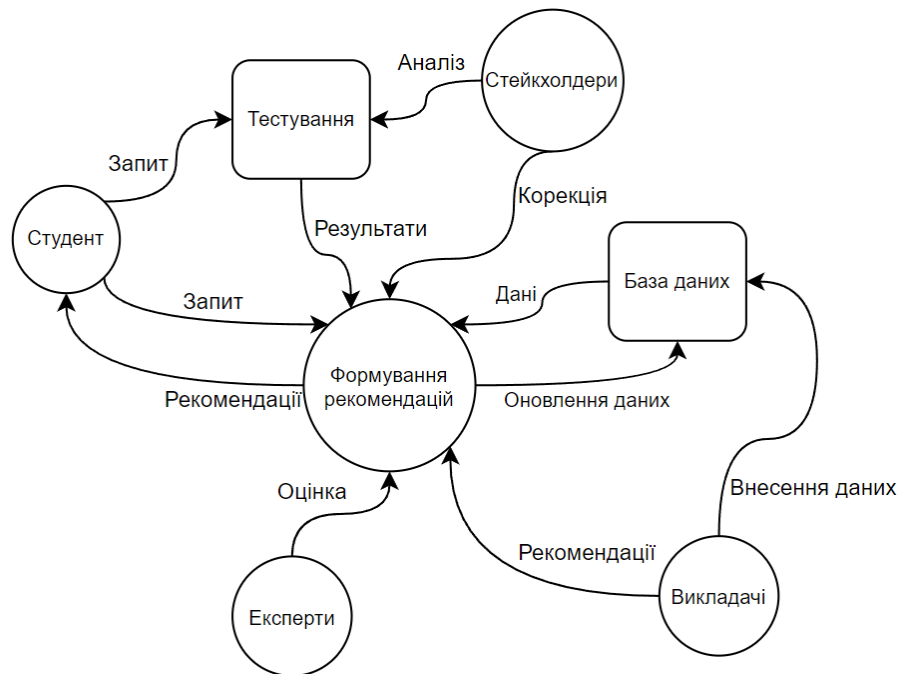 Аналіз
Стейкхолдери
Тестування
Запит
Корекція
Результати
Студент
База даних
Дані
Запит
Формування
рекомендацій
Рекомендації
Оновлення даних
Оцінка
Внесення даних
Рекомендації
Експерти
Викладачі